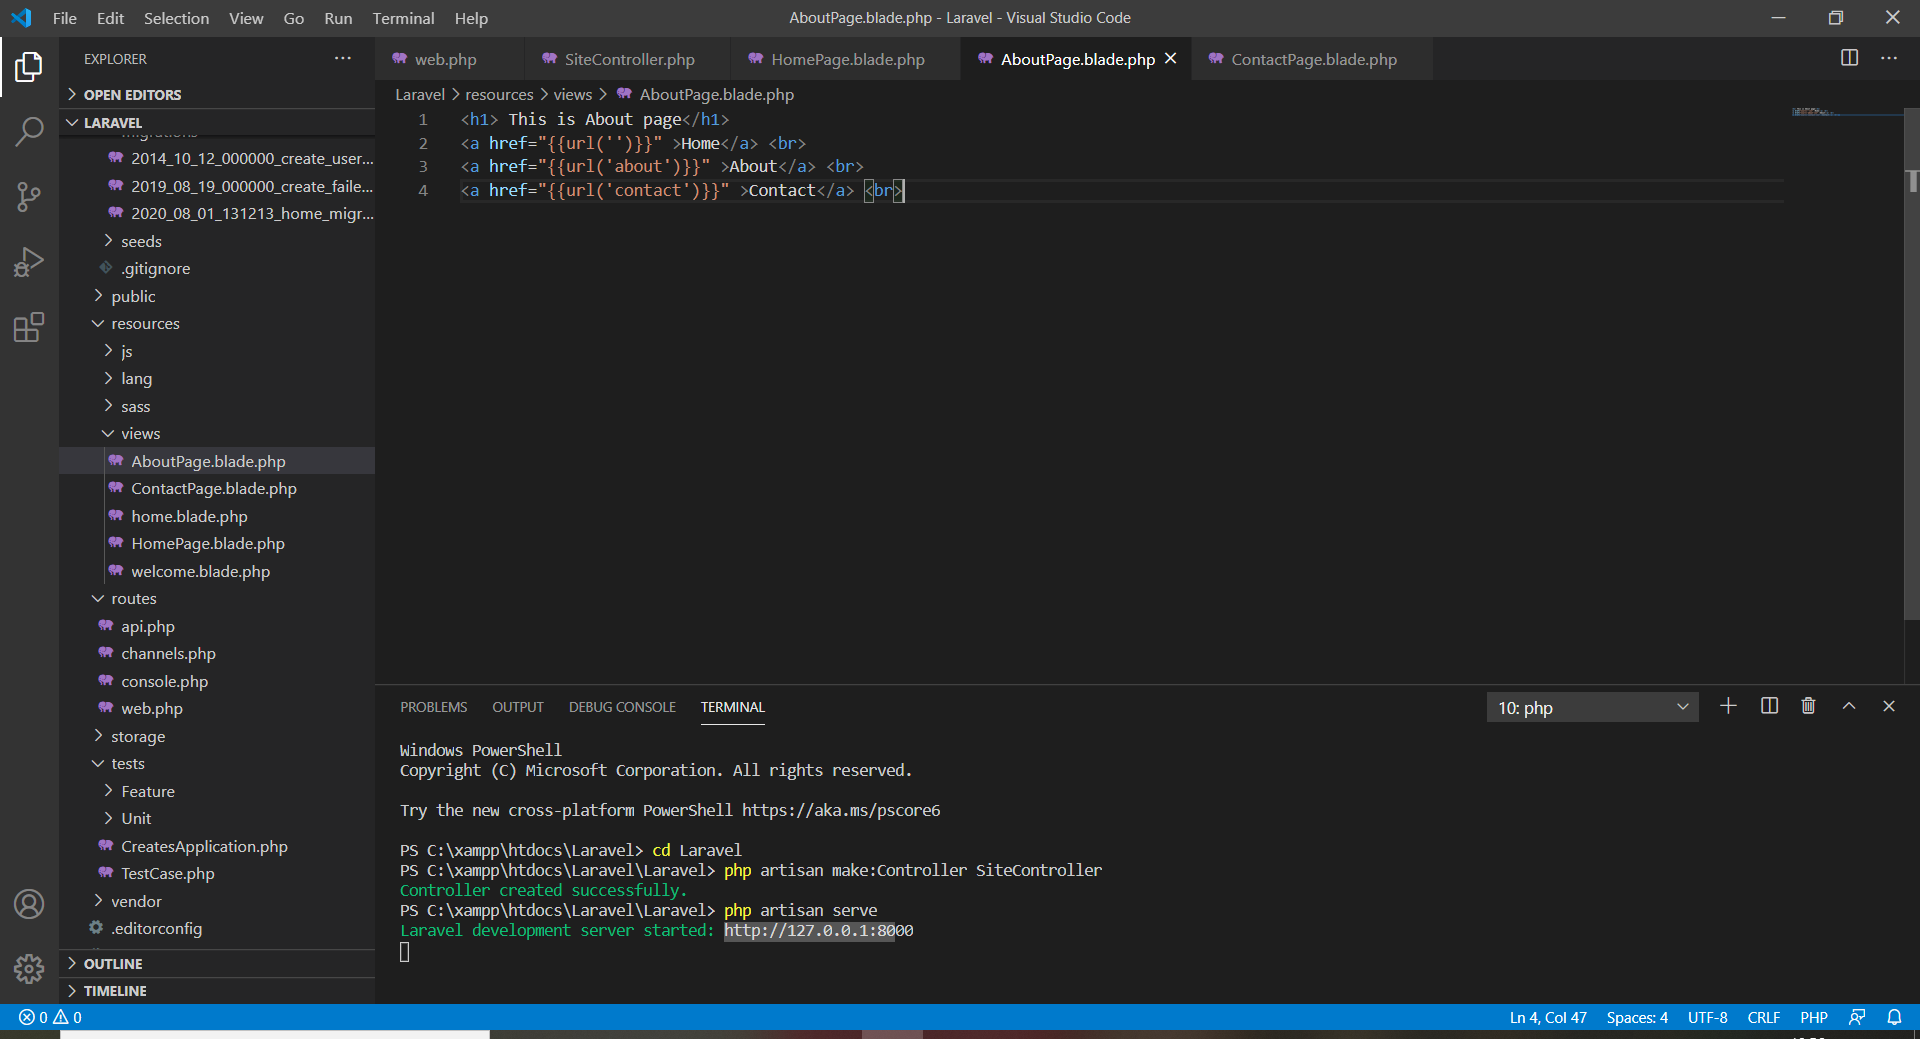 File Edit Selection View Go Run Terminal Help
AboutPage.blade.php - Laravel - Visual Studio Code
EXPLORER
OPEN EDITORS
LARAVEL
migrations
2014_10_12_000000_create_user...
2019_08_19_000000_create_faile...
2020_08_01_131213_home_migr...
seeds
.gitignore
public
resources
js
lang
sass
views
AboutPage.blade.php
ContactPage.blade.php
home.blade.php
HomePage.blade.php
welcome.blade.php
routes
api.php
channels.php
console.php
web.php
storage
tests
Feature
Unit
CreatesApplication.php
TestCase.php
vendor
.editorconfig
OUTLINE
TIMELINE
web.php SiteController.php HomePage.blade.php AboutPage.blade.php ContactPage.blade.php
Laravel > resources > views > AboutPage.blade.php
1 <h1> This is About page</h1>
2 <a href="{{url('')}}" >Home</a> <br>
3 <a href="{{url('about')}}" >About</a> <br>
4 <a href="{{url('contact')}}" >Contact</a> <br>
PROBLEMS OUTPUT DEBUG CONSOLE TERMINAL
10: php
Windows PowerShell
Copyright (C) Microsoft Corporation. All rights reserved.
Try the new cross-platform PowerShell https://aka.ms/pscore6
PS C:\xampp\htdocs\Laravel> cd Laravel
PS C:\xampp\htdocs\Laravel\Laravel> php artisan make:Controller SiteController
Controller created successfully.
PS C:\xampp\htdocs\Laravel\Laravel> php artisan serve
Laravel development server started: http://127.0.0.1:8000
0 0
Ln 4, Col 47 Spaces: 4 UTF-8 CRLF PHP